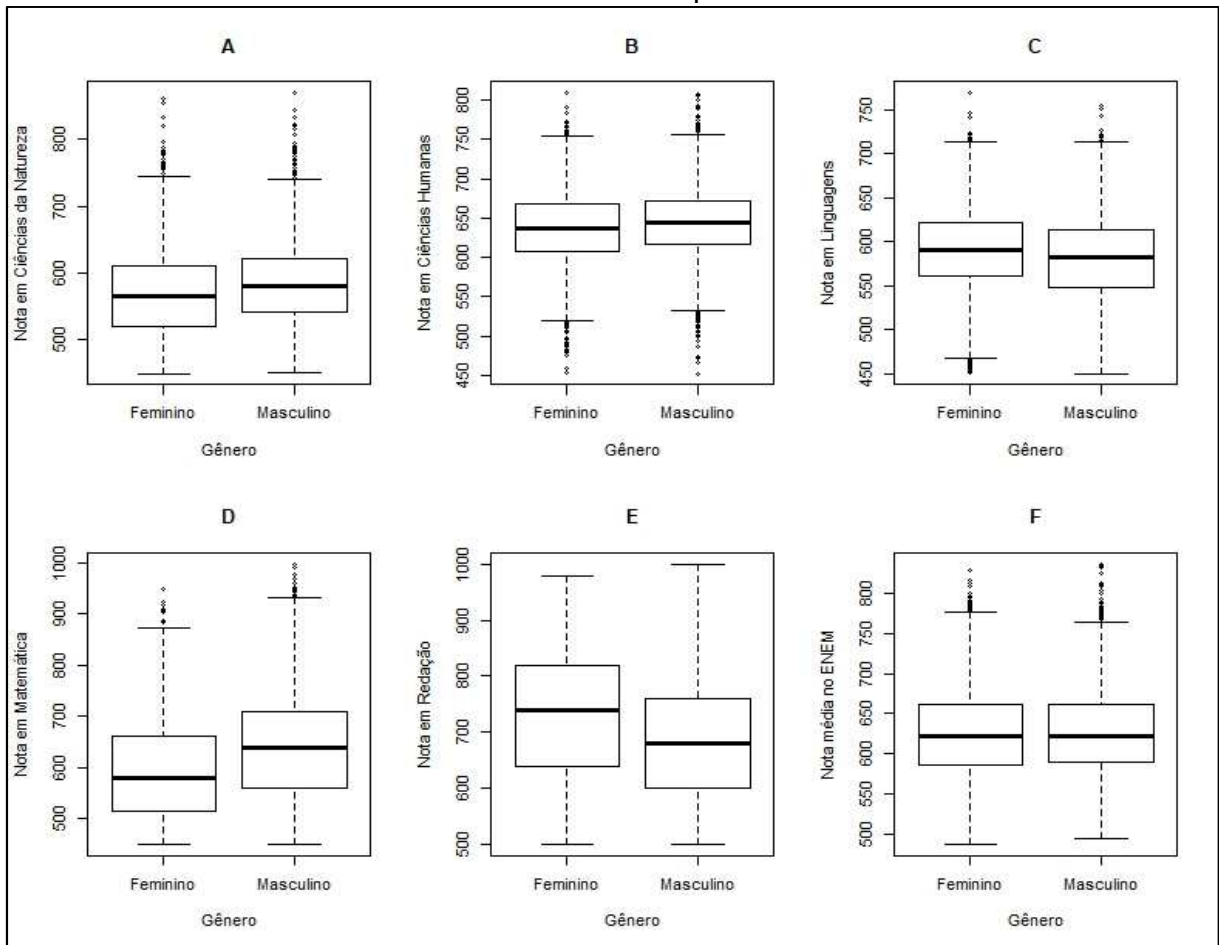 A
Nota em Ciências da Natureza
800
700
600
500
Feminino Masculino
Gênero
B
Nota em Ciências Humanas
800
750
700
650
600
550
500
450
Feminino Masculino
Gênero
C
Nota em Linguagens
750
700
650
600
550
500
450
Feminino Masculino
Gênero
D
Nota em Matemática
1000
900
800
700
600
500
Feminino Masculino
Gênero
E
Nota em Redação
1000
900
800
700
600
500
Feminino Masculino
Gênero
F
Nota média no ENEM
800
750
700
650
600
550
500
Feminino Masculino
Gênero